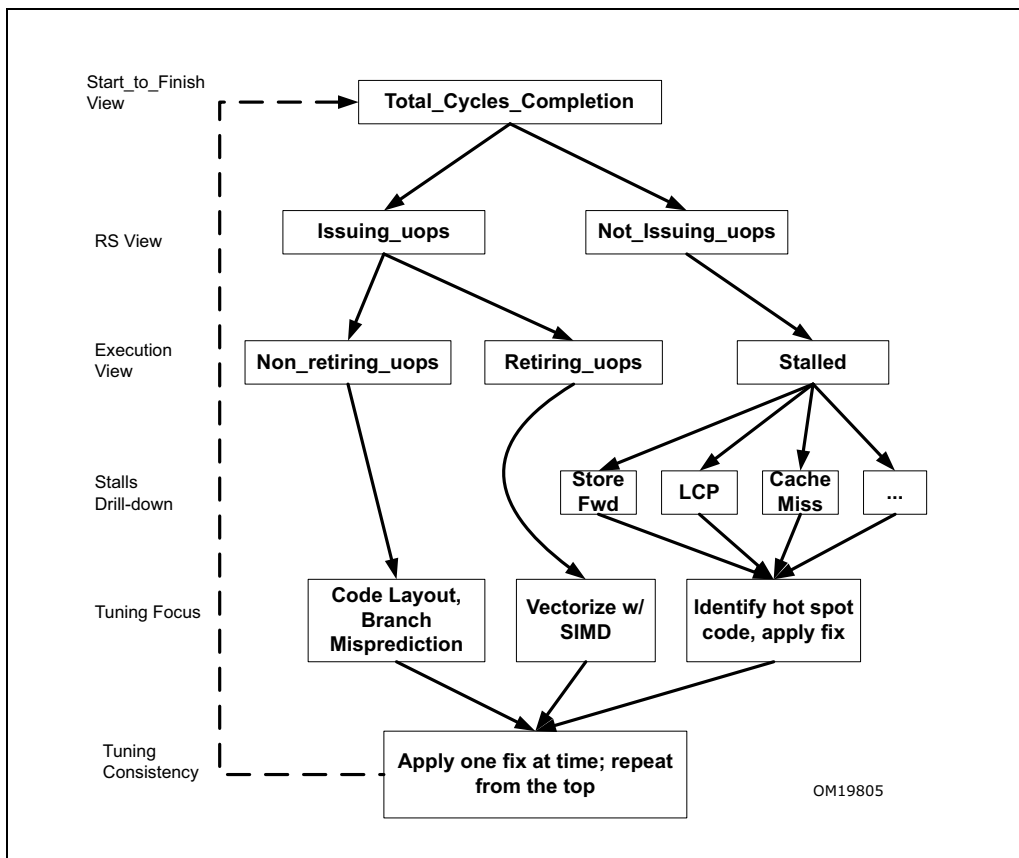 Start_to_Finish
View
Total_Cycles_Completion
RS View
Issuing_uops
Not_Issuing_uops
Execution
View
Non_retiring_uops
Retiring_uops
Stalled
Stalls
Drill-down
Store
Fwd
LCP
Cache
Miss
...
Tuning Focus
Code Layout,
Branch
Misprediction
Vectorize w/
SIMD
Identify hot spot
code, apply fix
Tuning
Consistency
Apply one fix at time; repeat
from the top
OM19805